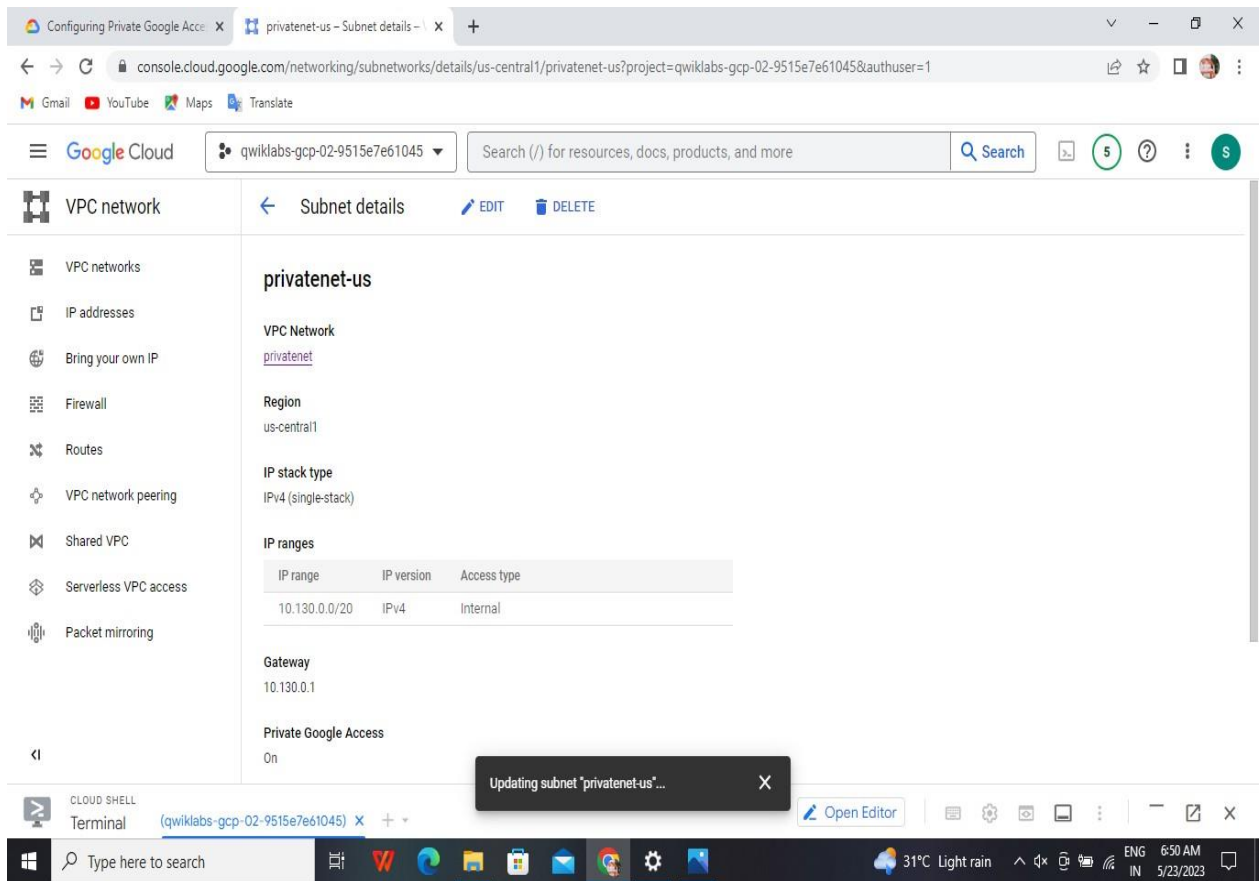 Configuring Private Google Acce
privatenet-us – Subnet details –
console.cloud.google.com/networking/subnetworks/details/us-central1/privatenet-us?project=qwiklabs-gcp-02-9515e7e61045&authuser=1
Gmail YouTube Maps Translate
Google Cloud qwiklabs-gcp-02-9515e7e61045 Search (/) for resources, docs, products, and more Search 5 S
VPC network Subnet details EDIT DELETE
VPC networks
IP addresses
Bring your own IP
Firewall
Routes
VPC network peering
Shared VPC
Serverless VPC access
Packet mirroring
privatenet-us
VPC Network
privatenet
Region
us-central1
IP stack type
IPv4 (single-stack)
IP ranges
IP range IP version Access type
10.130.0.0/20 IPv4 Internal
Gateway
10.130.0.1
Private Google Access
On
Updating subnet "privatenet-us"...
CLOUD SHELL
Terminal (qwiklabs-gcp-02-9515e7e61045) Open Editor
Type here to search 31°C Light rain ENG 6:50 AM
IN 5/23/2023